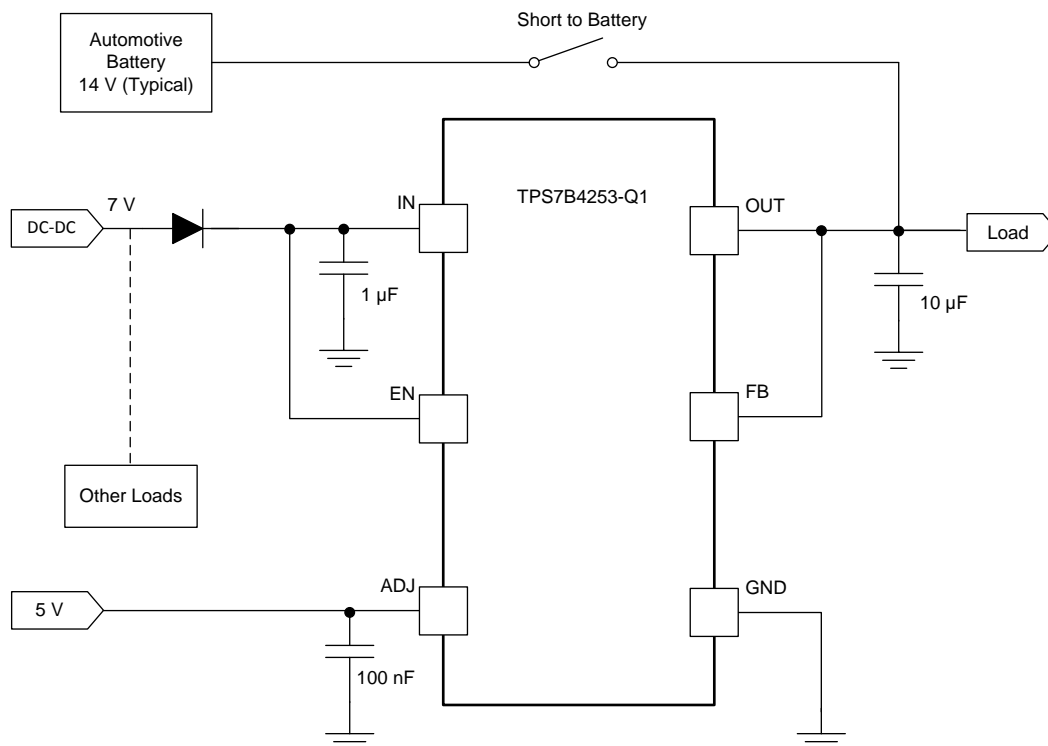 Short to Battery
Automotive
Battery
14 V (Typical)
TPS7B4253-Q1
7 V
IN
OUT
DC-DC
Load
1 µF
10 µF
EN
FB
Other Loads
ADJ
GND
5 V
100 nF